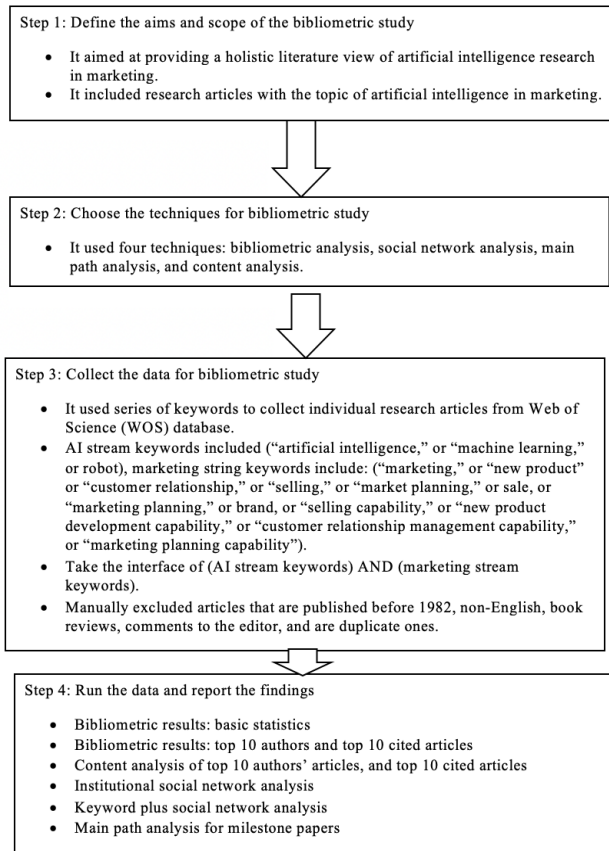 Step 1: Define the aims and scope of the bibliometric study
• It aimed at providing a holistic literature view of artificial intelligence research
in marketing.
• It included research articles with the topic of artificial intelligence in marketing.
Step 2: Choose the techniques for bibliometric study
• It used four techniques: bibliometric analysis, social network analysis, main
path analysis, and content analysis.
Step 3: Collect the data for bibliometric study
• It used series of keywords to collect individual research articles from Web of
Science (WOS) database.
• AI stream keywords included (“artificial intelligence,” or “machine learning,”
or robot), marketing string keywords include: (“marketing,” or “new product”
or “customer relationship,” or “selling,” or “market planning,” or sale, or
“marketing planning,” or brand, or “selling capability,” or “new product
development capability,” or “customer relationship management capability,”
or “marketing planning capability”).
• Take the interface of (AI stream keywords) AND (marketing stream
keywords).
• Manually excluded articles that are published before 1982, non-English, book
reviews, comments to the editor, and are duplicate ones.
Step 4: Run the data and report the findings
• Bibliometric results: basic statistics
• Bibliometric results: top 10 authors and top 10 cited articles
• Content analysis of top 10 authors’ articles, and top 10 cited articles
• Institutional social network analysis
• Keyword plus social network analysis
• Main path analysis for milestone papers